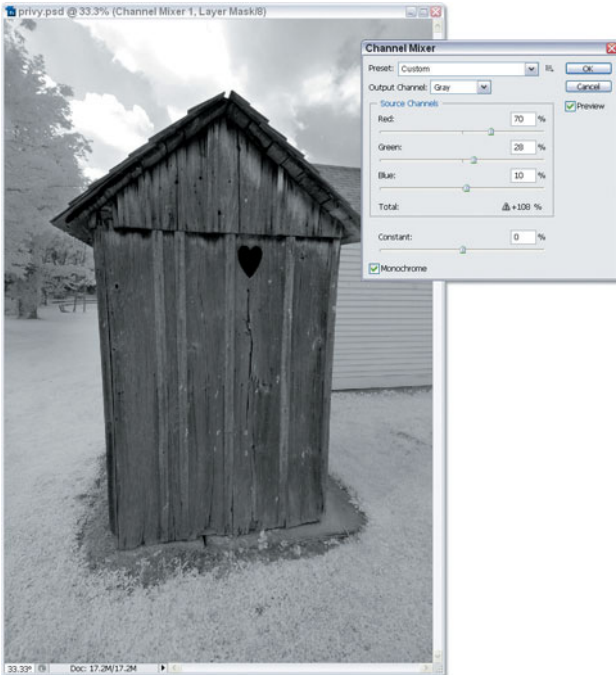 privy.psd @ 33.3% (Channel Mixer 1, Layer Mask/8)
Channel Mixer
Preset: Custom
OK
Output Channel: Gray
Cancel
Source Channels
Preview
Red: 70 %
Green: 28 %
Blue: 10 %
Total: +108 %
Constant: 0 %
Monochrome
33.33% Doc: 17.2M/17.2M